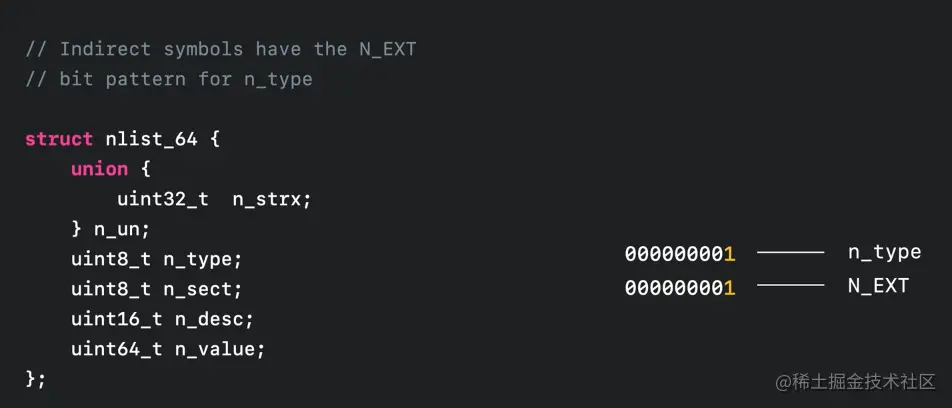 // Indirect symbols have the N_EXT
// bit pattern for n_type
struct nlist_64 {
union {
uint32_t  n_strx;
} n_un;
uint8_t n_type;
uint8_t n_sect;
uint16_t n_desc;
uint64_t n_value;
};
000000001 n_type
000000001 N_EXT
@稀土掘金技术社区